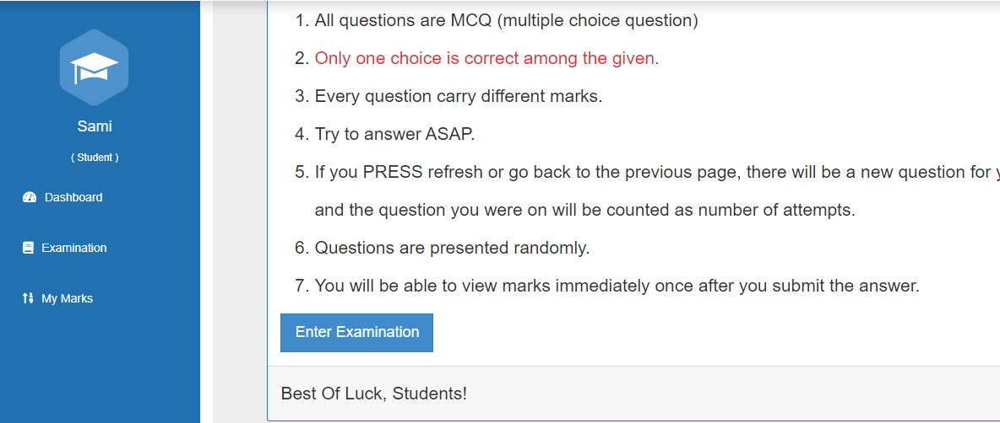 Sami
( Student )
Dashboard
Examination
My Marks
1. All questions are MCQ (multiple choice question)
2. Only one choice is correct among the given.
3. Every question carry different marks.
4. Try to answer ASAP.
5. If you PRESS refresh or go back to the previous page, there will be a new question for
and the question you were on will be counted as number of attempts.
6. Questions are presented randomly.
7. You will be able to view marks immediately once after you submit the answer.
Enter Examination
Best Of Luck, Students!